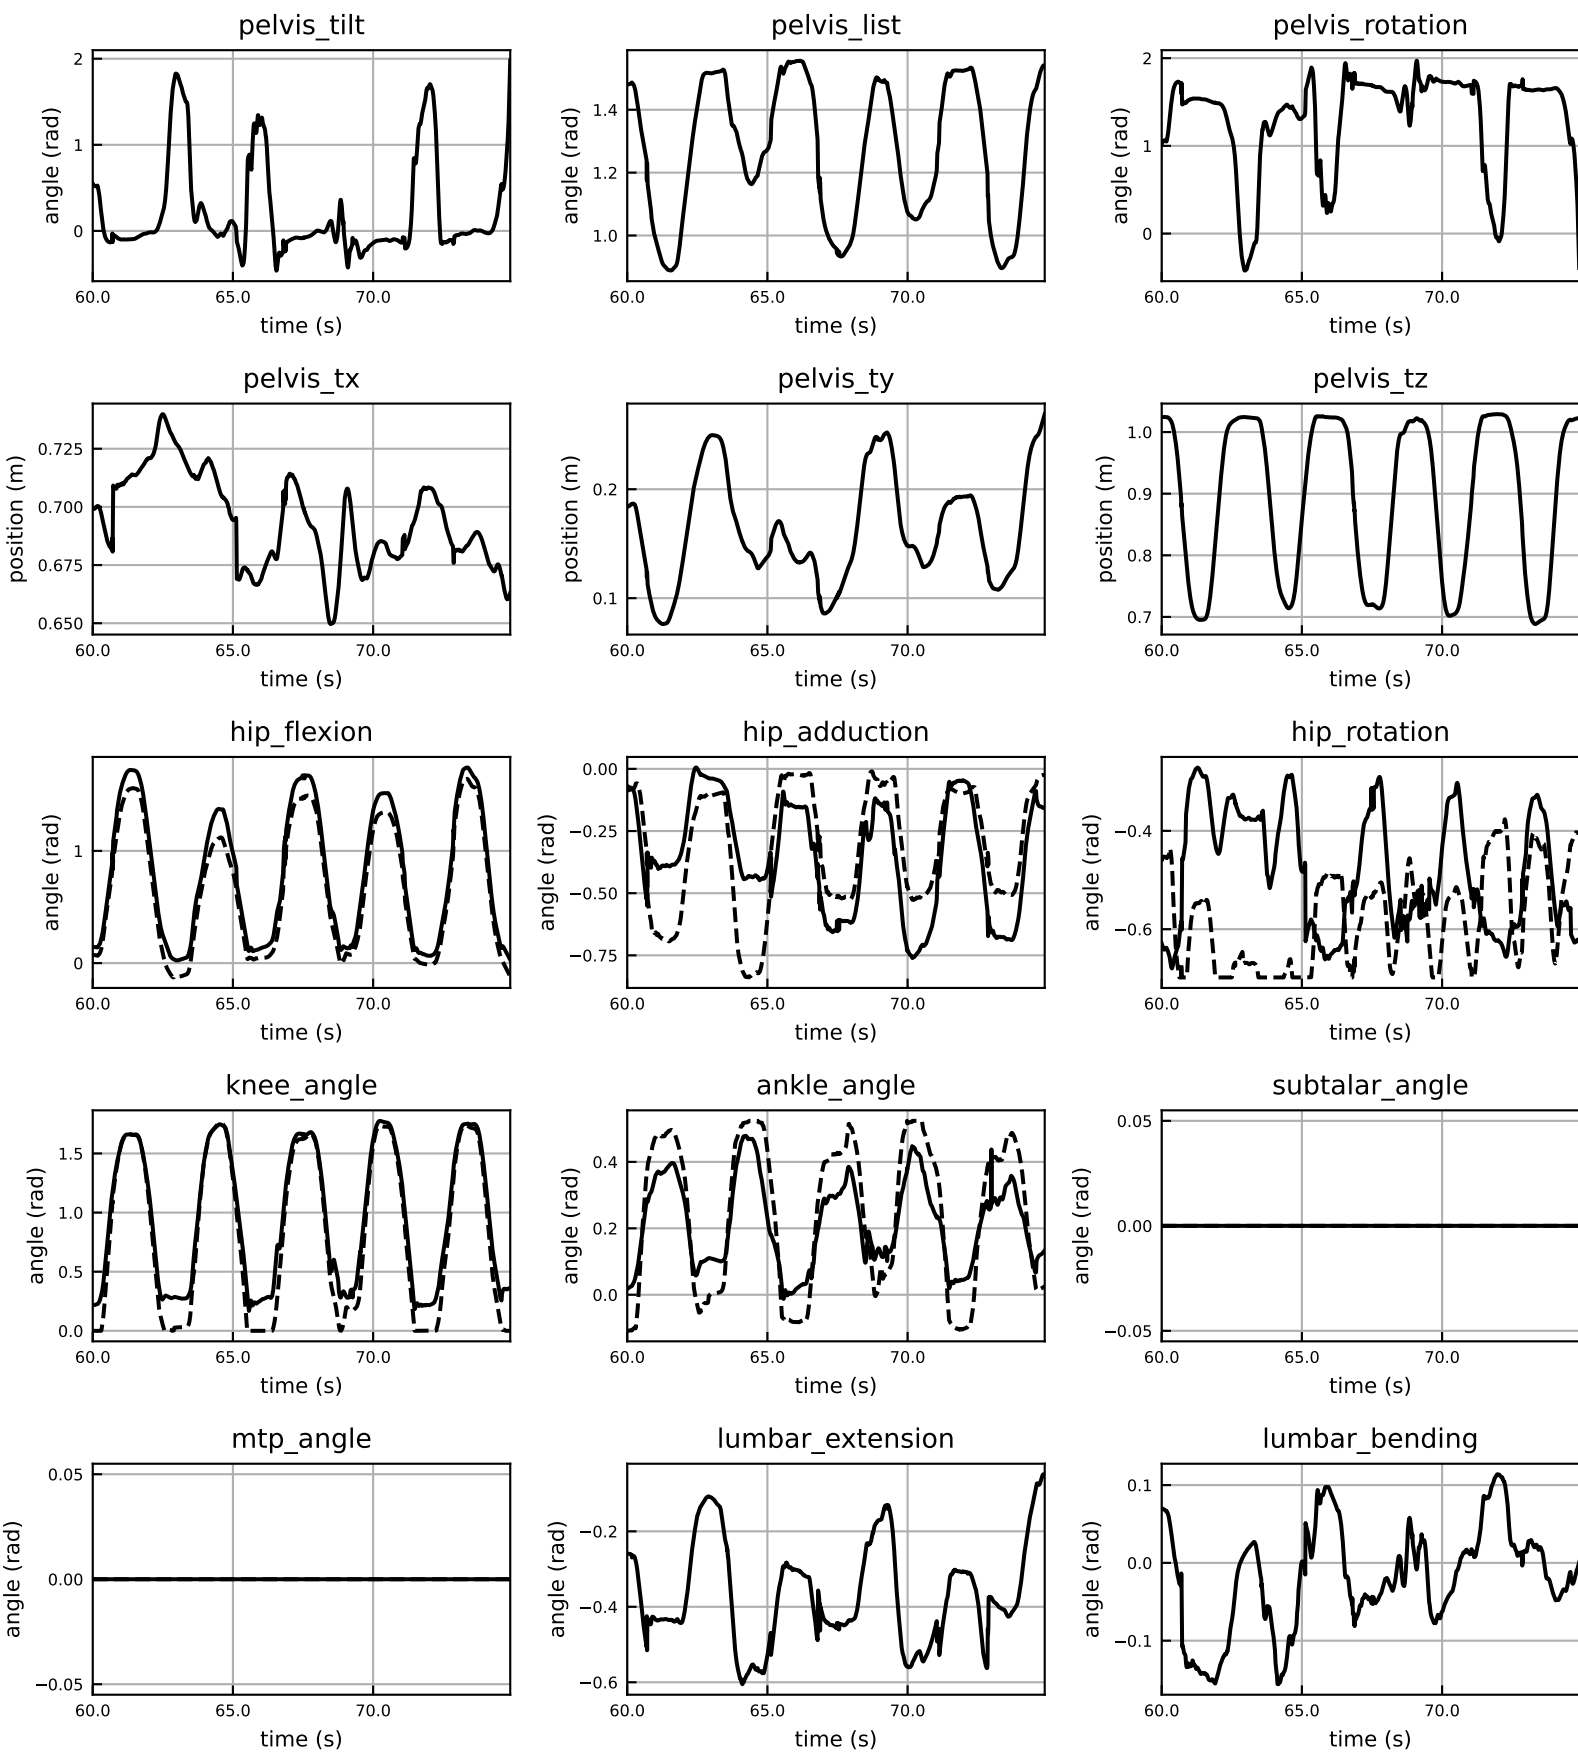 pelvis_tilt
pelvis_list
pelvis_rotation
angle (rad)
2
1
0
60.0
65.0
70.0
time (s)
angle (rad)
1.4
1.2
1.0
60.0
65.0
70.0
time (s)
angle (rad)
2
1
0
60.0
65.0
70.0
time (s)
pelvis_tx
pelvis_ty
pelvis_tz
position (m)
0.725
0.700
0.675
0.650
60.0
65.0
70.0
time (s)
position (m)
0.2
0.1
60.0
65.0
70.0
time (s)
position (m)
1.0
0.9
0.8
0.7
60.0
65.0
70.0
time (s)
hip_flexion
hip_adduction
hip_rotation
angle (rad)
1
0
60.0
65.0
70.0
time (s)
angle (rad)
0.00
−0.25
−0.50
−0.75
60.0
65.0
70.0
time (s)
angle (rad)
−0.4
−0.6
60.0
65.0
70.0
time (s)
knee_angle
ankle_angle
subtalar_angle
angle (rad)
1.5
1.0
0.5
0.0
60.0
65.0
70.0
time (s)
angle (rad)
0.4
0.2
0.0
60.0
65.0
70.0
time (s)
angle (rad)
0.05
0.00
−0.05
60.0
65.0
70.0
time (s)
mtp_angle
lumbar_extension
lumbar_bending
angle (rad)
0.05
0.00
−0.05
60.0
65.0
70.0
time (s)
angle (rad)
−0.2
−0.4
−0.6
60.0
65.0
70.0
time (s)
angle (rad)
0.1
0.0
−0.1
60.0
65.0
70.0
time (s)